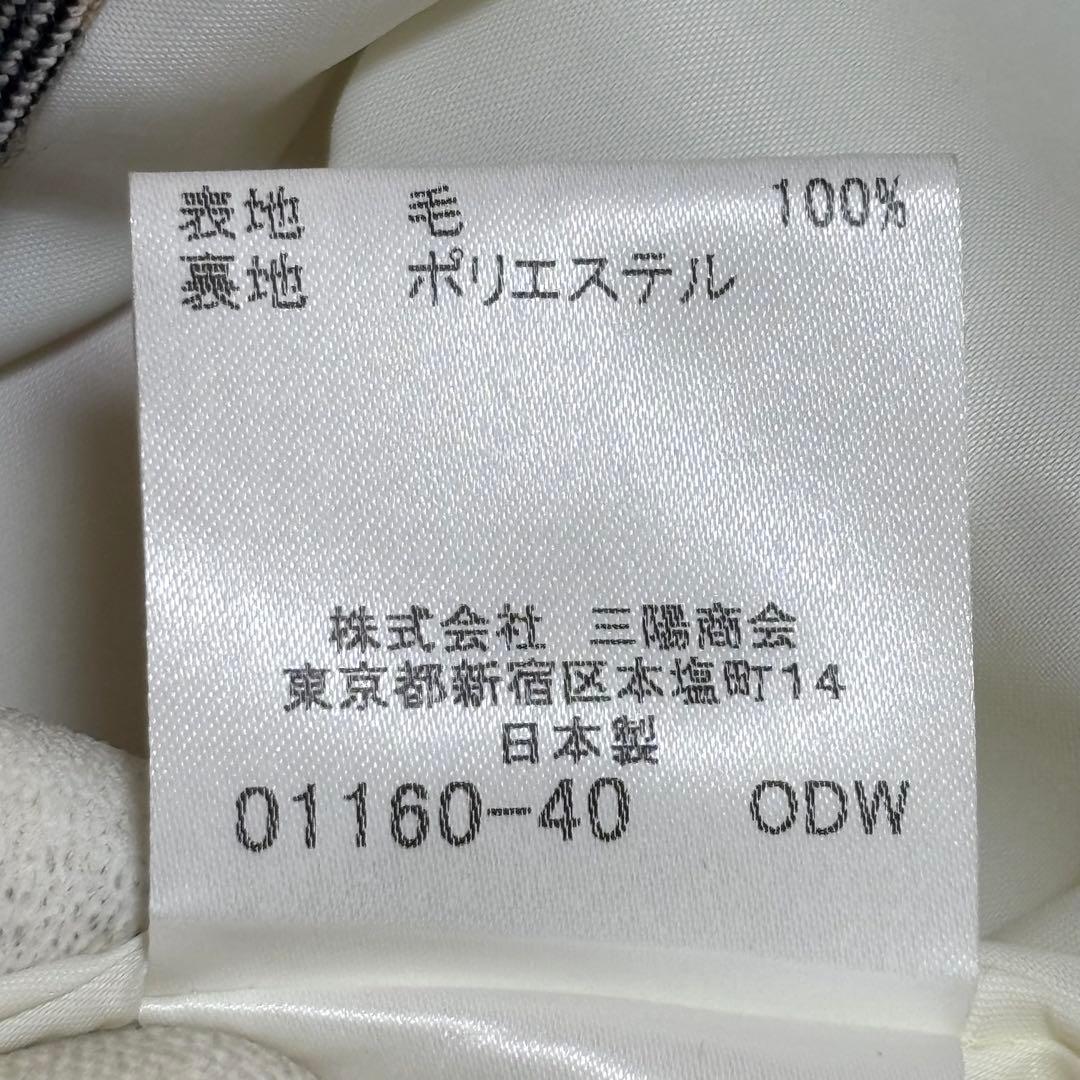 表地 毛 100%
裏地 ポリエステル
株式会社 三陽商会
東京都新宿区本塩町14
日本製
01160-40 ODW